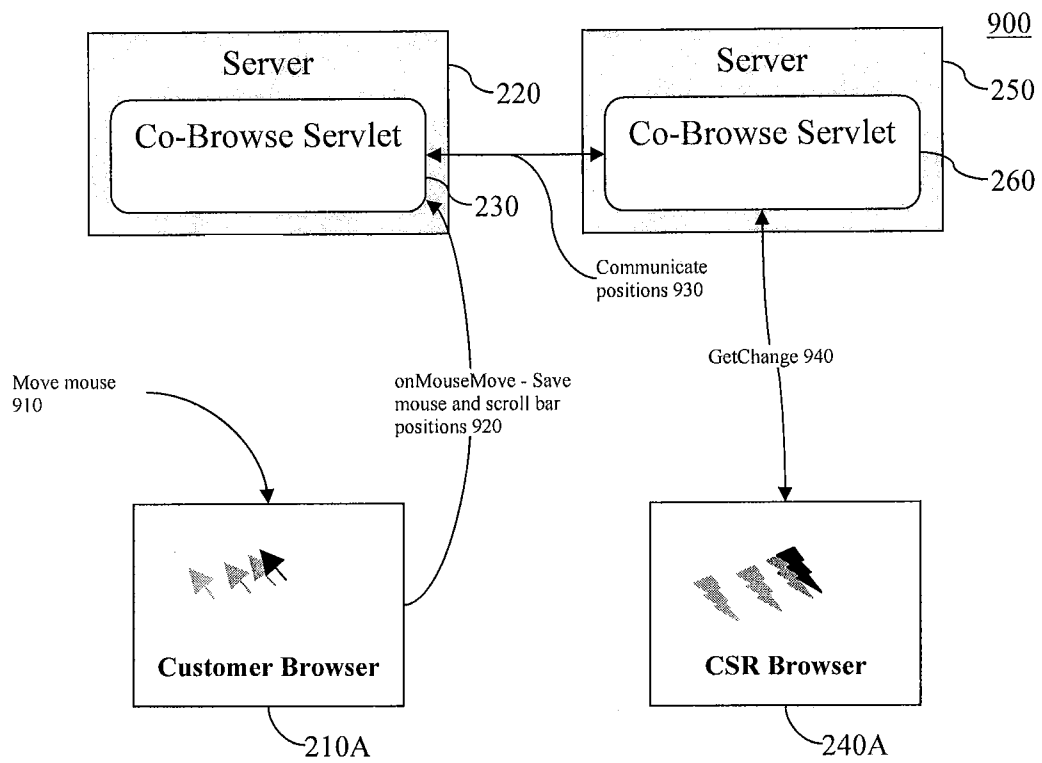 900
Server
220
Co-Browse Servlet
230
Server
250
Co-Browse Servlet
260
Communicate
positions 930
GetChange 940
Move mouse
910
onMouseMove - Save
mouse and scroll bar
positions 920
Customer Browser
210A
CSR Browser
240A